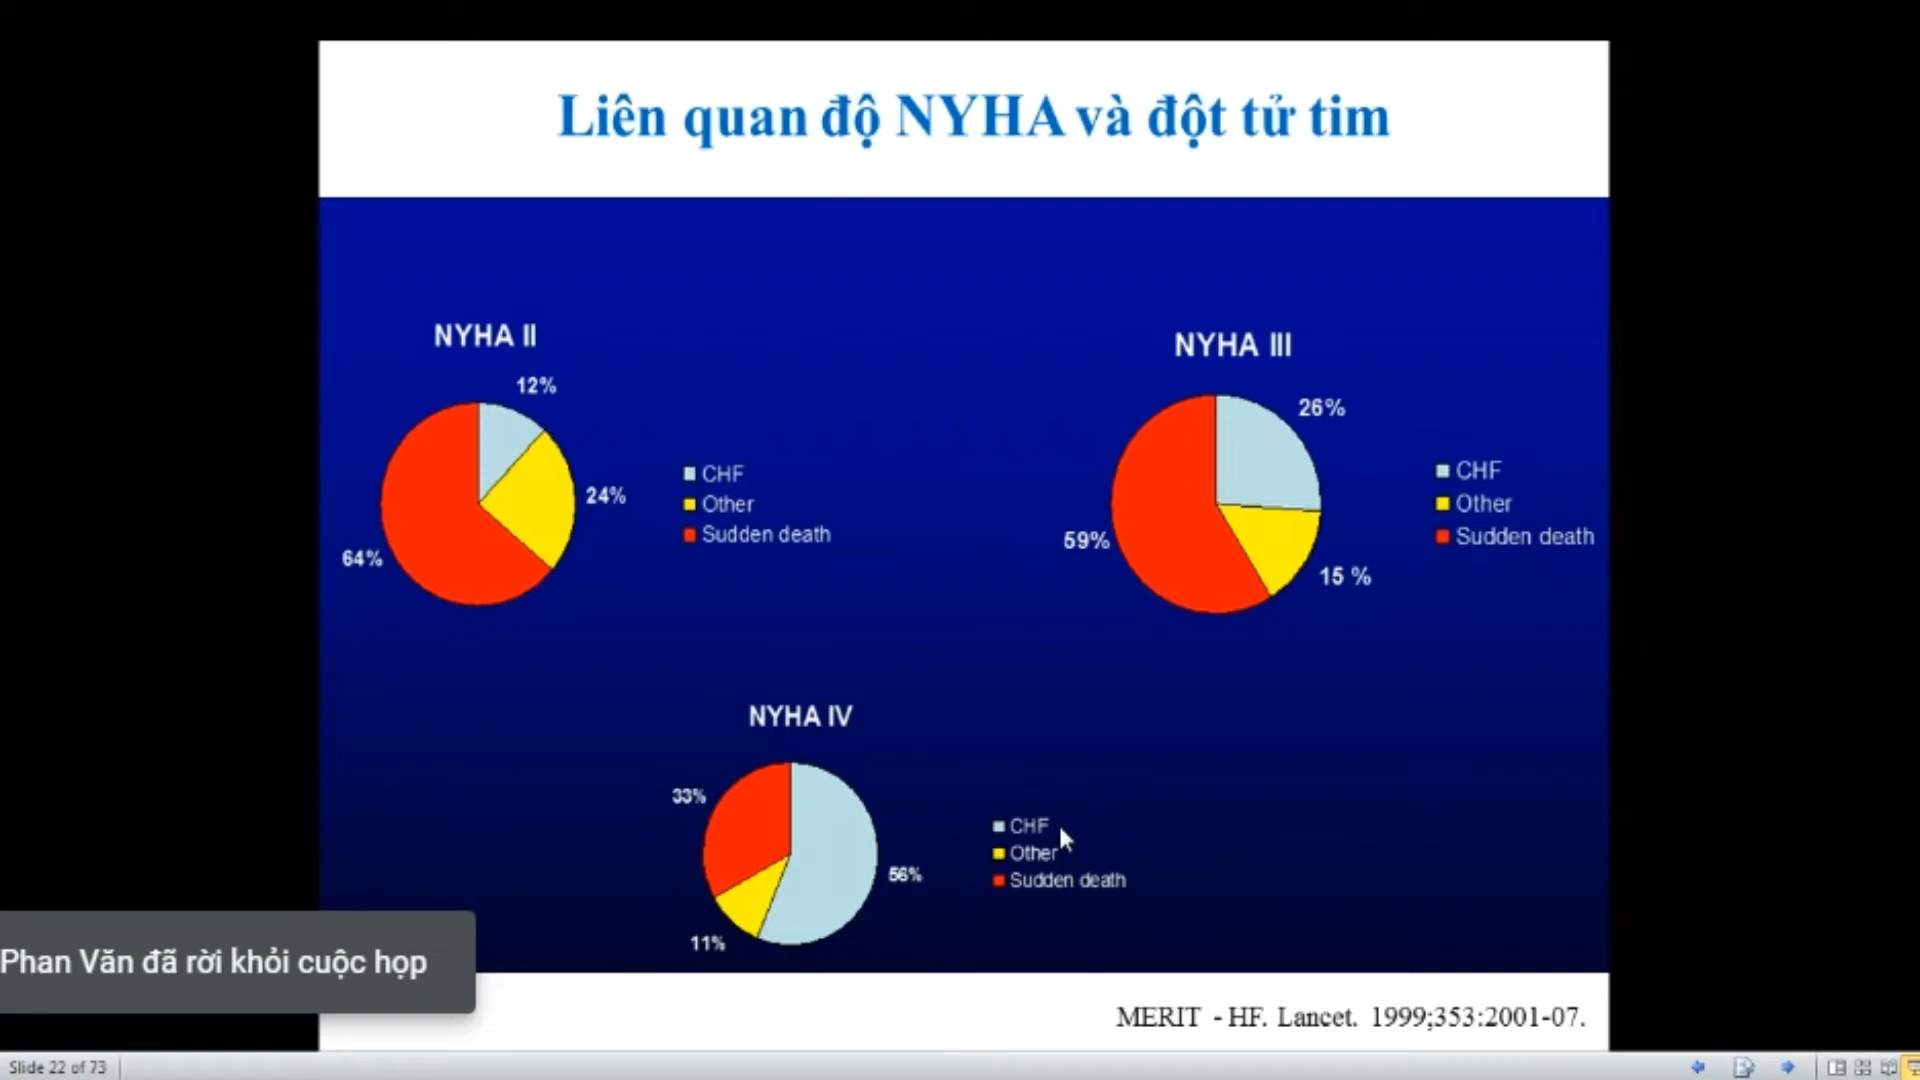 Liên quan độ NYHA và đột tử tim
NYHA II
12%
24%
64%
CHF
Other
Sudden death
NYHA III
26%
59%
15 %
CHF
Other
Sudden death
NYHA IV
33%
56%
11%
CHF
Other
Sudden death
Phan Văn đã rời khỏi cuộc họp
MERIT - HF. Lancet. 1999;353:2001-07.
Slide 22 of 73